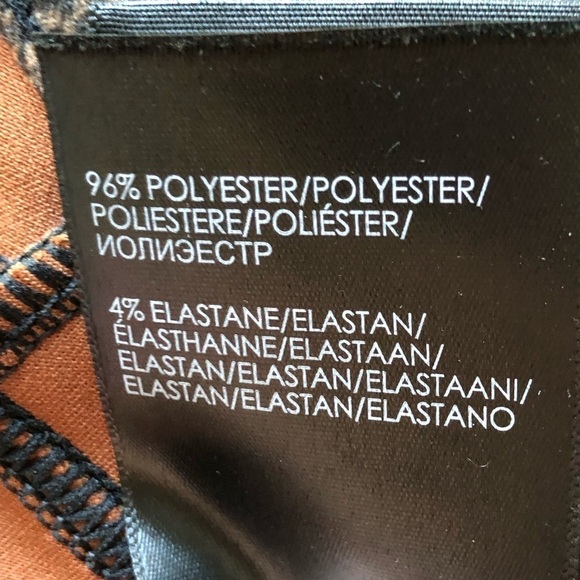 96% POLYESTER/POLYESTER/
POLIESTERE/POLIÉSTER/
ИОЛИЭЕСТР
4% ELASTANE/ELASTAN/
ÉLASTHANNE/ELASTAAN/
ELASTAN/ELASTAN/ELASTAANI/
ELASTAN/ELASTAN/ELASTANO